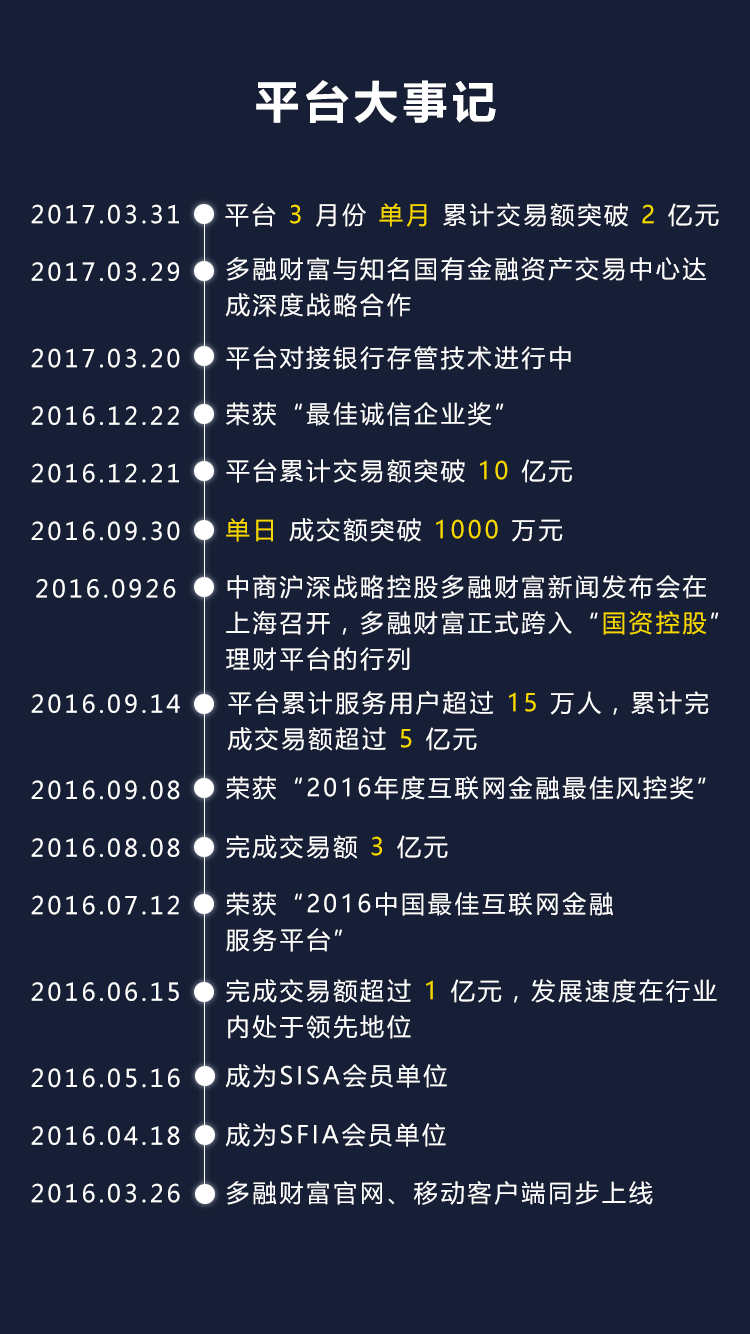 平台大事记
2017.03.31 平台 3 月份 单月 累计交易额突破 2 亿元
2017.03.29 多融财富与知名国有金融资产交易中心达
成深度战略合作
2017.03.20 平台对接银行存管技术进行中
2016.12.22 荣获“最佳诚信企业奖”
2016.12.21 平台累计交易额突破 10 亿元
2016.09.30 单日 成交额突破 1000 万元
2016.0926 中商沪深战略控股多融财富新闻发布会在
上海召开，多融财富正式跨入“国资控股”
理财平台的行列
2016.09.14 平台累计服务用户超过 15 万人，累计完
成交易额超过 5 亿元
2016.09.08 荣获“2016年度互联网金融最佳风控奖”
2016.08.08 完成交易额 3 亿元
2016.07.12 荣获“2016中国最佳互联网金融
服务平台”
2016.06.15 完成交易额超过 1 亿元，发展速度在行业
内处于领先地位
2016.05.16 成为SISA会员单位
2016.04.18 成为SFIA会员单位
2016.03.26 多融财富官网、移动客户端同步上线